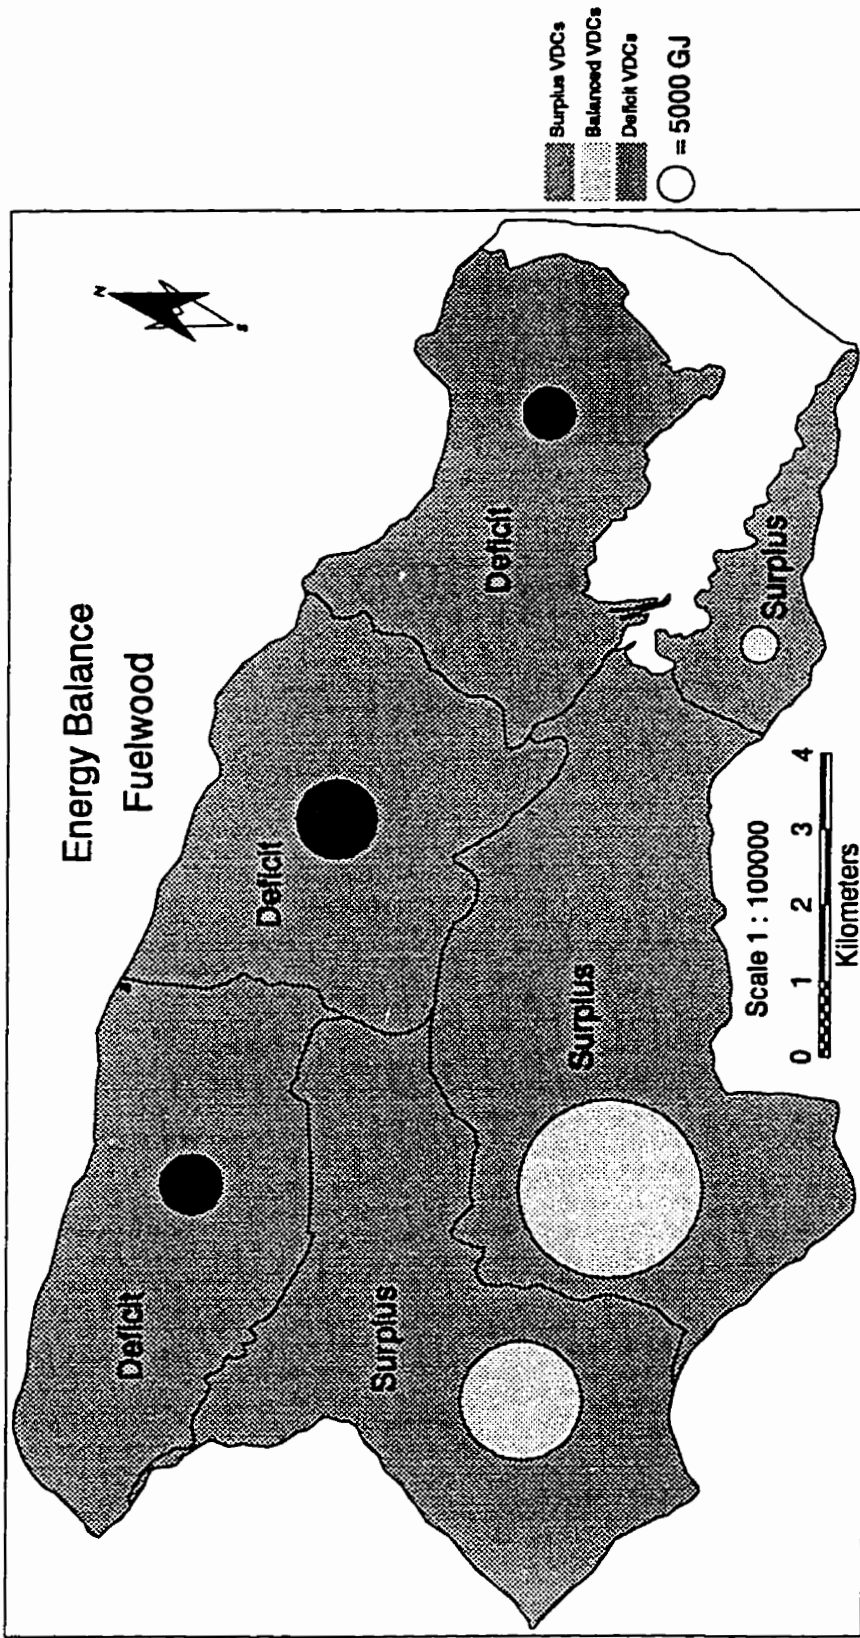 Energy Balance
Fuelwood
N
S
Deficit
Deficit
Deficit
Surplus
Surplus
Surplus
Scale 1 : 100000
0 1 2 3 4
Kilometers
Surplus VDCs
Balanced VDCs
Deficit VDCs
= 5000 GJ